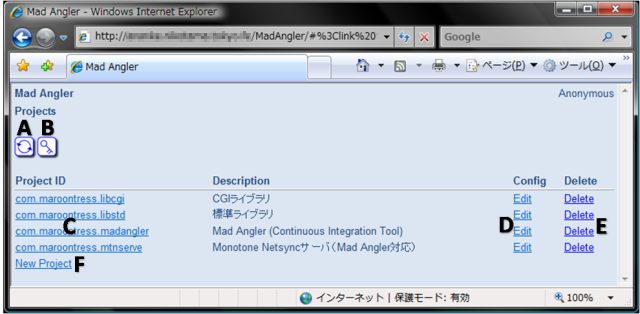 Mad Angler - Windows Internet Explorer
http:// /MadAngler/#%3Clink%20
Google
Mad Angler
ページ(P)
ツール(O)
Mad Angler
Anonymous
Projects
A B
Project ID Description Config Delete
com.maroontress.libcgi CGIライブラリ Edit Delete
com.maroontress.libstd 標準ライブラリ Edit Delete
com.maroontress.madangler Mad Angler (Continuous Integration Tool) Edit Delete
C D E
com.maroontress.mtnserve Monotone Netsyncサーバ(Mad Angler対応) Edit Delete
New Project F
インターネット | 保護モード: 有効
100%